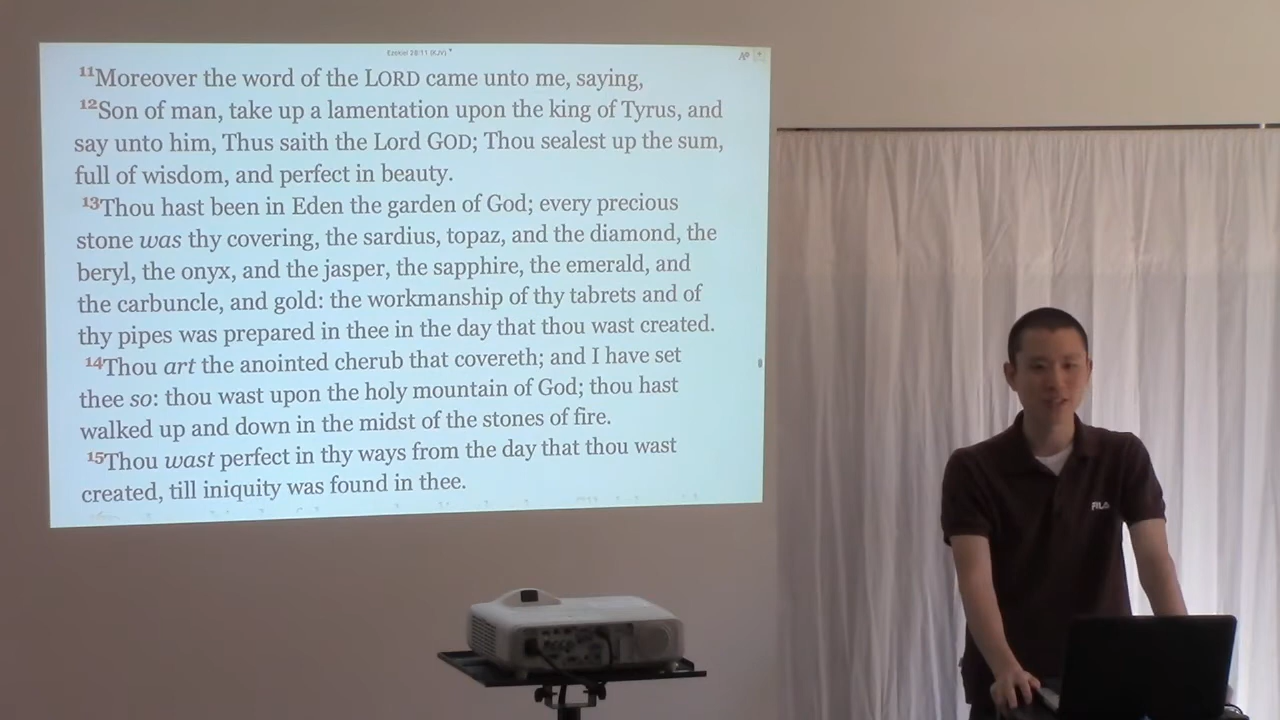 Ezekiel 28:11 (KJV)
11Moreover the word of the LORD came unto me, saying,
12Son of man, take up a lamentation upon the king of Tyrus, and
say unto him, Thus saith the Lord GOD; Thou sealest up the sum,
full of wisdom, and perfect in beauty.
13Thou hast been in Eden the garden of God; every precious
stone was thy covering, the sardius, topaz, and the diamond, the
beryl, the onyx, and the jasper, the sapphire, the emerald, and
the carbuncle, and gold: the workmanship of thy tabrets and of
thy pipes was prepared in thee in the day that thou wast created.
14Thou art the anointed cherub that covereth; and I have set
thee so: thou wast upon the holy mountain of God; thou hast
walked up and down in the midst of the stones of fire.
15Thou wast perfect in thy ways from the day that thou wast
created, till iniquity was found in thee.
FILA